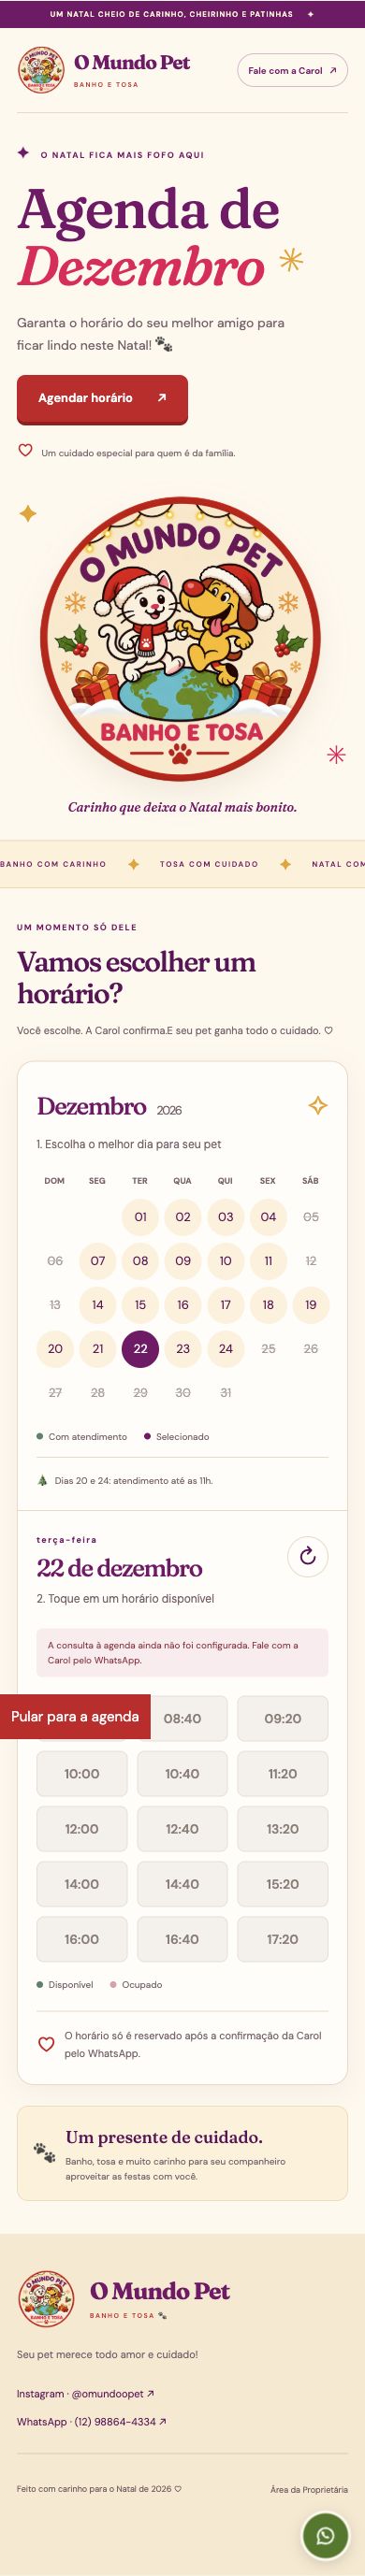 UM NATAL CHEIO DE CARINHO, CHEIRINHO E PATINHAS ✦
O Mundo Pet
BANHO E TOSA
Fale com a Carol ↗
O NATAL FICA MAIS FOFO AQUI
Agenda de
Dezembro
Garanta o horário do seu melhor amigo para
ficar lindo neste Natal! 🐾
Agendar horário ↗
Um cuidado especial para quem é da família.
O MUNDO PET
BANHO E TOSA
Carinho que deixa o Natal mais bonito.
BANHO COM CARINHO ✦ TOSA COM CUIDADO ✦ NATAL COM
UM MOMENTO SÓ DELE
Vamos escolher um
horário?
Você escolhe. A Carol confirma.E seu pet ganha todo o cuidado. ♡
Dezembro 2026
1. Escolha o melhor dia para seu pet
DOM SEG TER QUA QUI SEX SÁB
01 02 03 04 05
06 07 08 09 10 11 12
13 14 15 16 17 18 19
20 21 22 23 24 25 26
27 28 29 30 31
Com atendimento Selecionado
🎄 Dias 20 e 24: atendimento até as 11h.
terça-feira
22 de dezembro
2. Toque em um horário disponível
A consulta à agenda ainda não foi configurada. Fale com a
Carol pelo WhatsApp.
Pular para a agenda
08:40 09:20
10:00 10:40 11:20
12:00 12:40 13:20
14:00 14:40 15:20
16:00 16:40 17:20
Disponível Ocupado
O horário só é reservado após a confirmação da Carol
pelo WhatsApp.
Um presente de cuidado.
Banho, tosa e muito carinho para seu companheiro
aproveitar as festas com você.
O MUNDO PET
O Mundo Pet
BANHO E TOSA 🐾
Seu pet merece todo amor e cuidado!
Instagram · @omundoopet ↗
WhatsApp · (12) 98864-4334 ↗
Feito com carinho para o Natal de 2026 ♡
Área da Proprietária